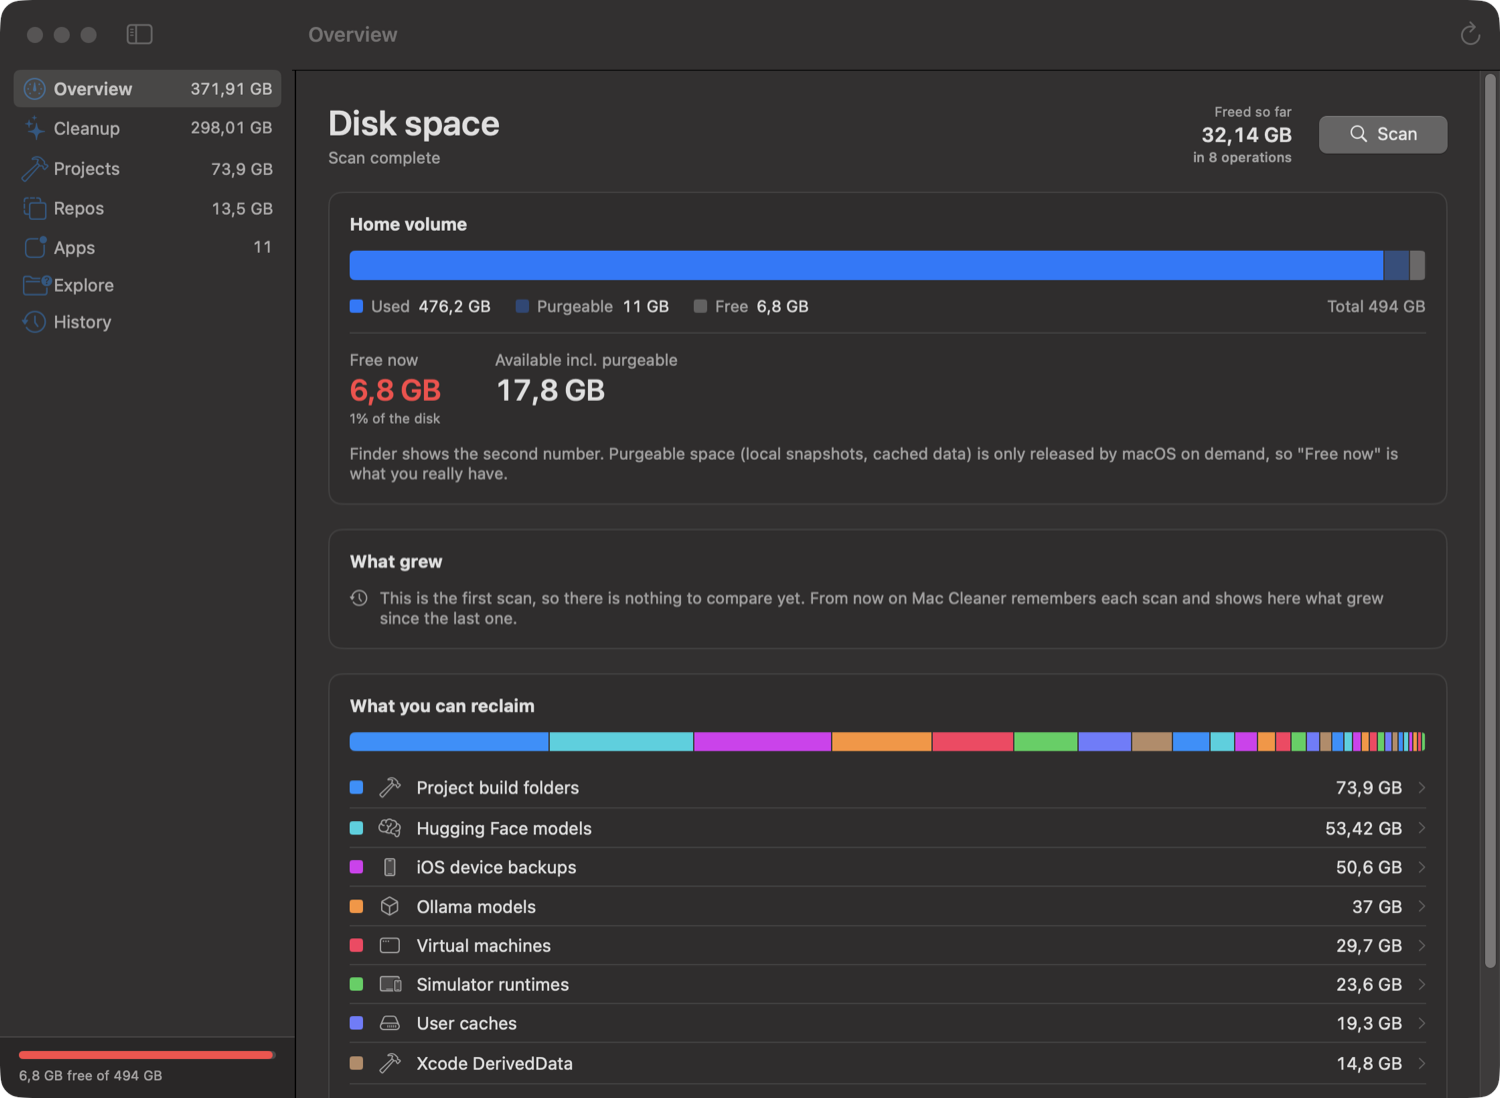 Overview
Overview 371,91 GB
Cleanup 298,01 GB
Projects 73,9 GB
Repos 13,5 GB
Apps 11
Explore
History
6,8 GB free of 494 GB
Disk space
Scan complete
Freed so far
32,14 GB
in 8 operations
Scan
Home volume
Used 476,2 GB Purgeable 11 GB Free 6,8 GB Total 494 GB
Free now Available incl. purgeable
6,8 GB 17,8 GB
1% of the disk
Finder shows the second number. Purgeable space (local snapshots, cached data) is only released by macOS on demand, so "Free now" is
what you really have.
What grew
This is the first scan, so there is nothing to compare yet. From now on Mac Cleaner remembers each scan and shows here what grew
since the last one.
What you can reclaim
Project build folders 73,9 GB
Hugging Face models 53,42 GB
iOS device backups 50,6 GB
Ollama models 37 GB
Virtual machines 29,7 GB
Simulator runtimes 23,6 GB
User caches 19,3 GB
Xcode DerivedData 14,8 GB